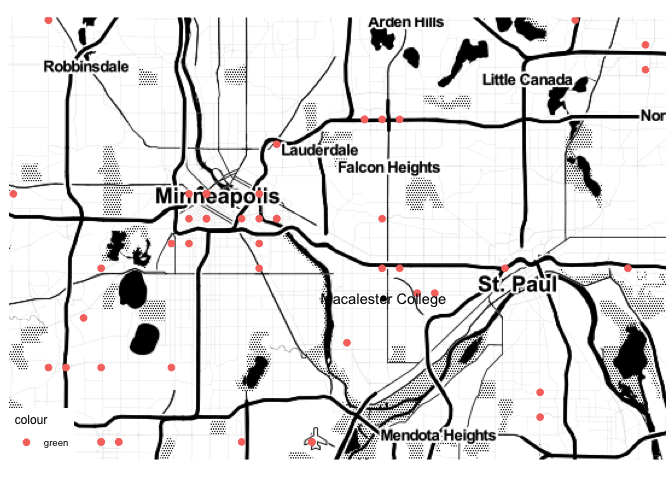 Arden Hills
Robbinsdale
Little Canada
Nor
Lauderdale
Falcon Heights
Minneapolis
St. Paul
Macalester College
colour
green
Mendota Heights